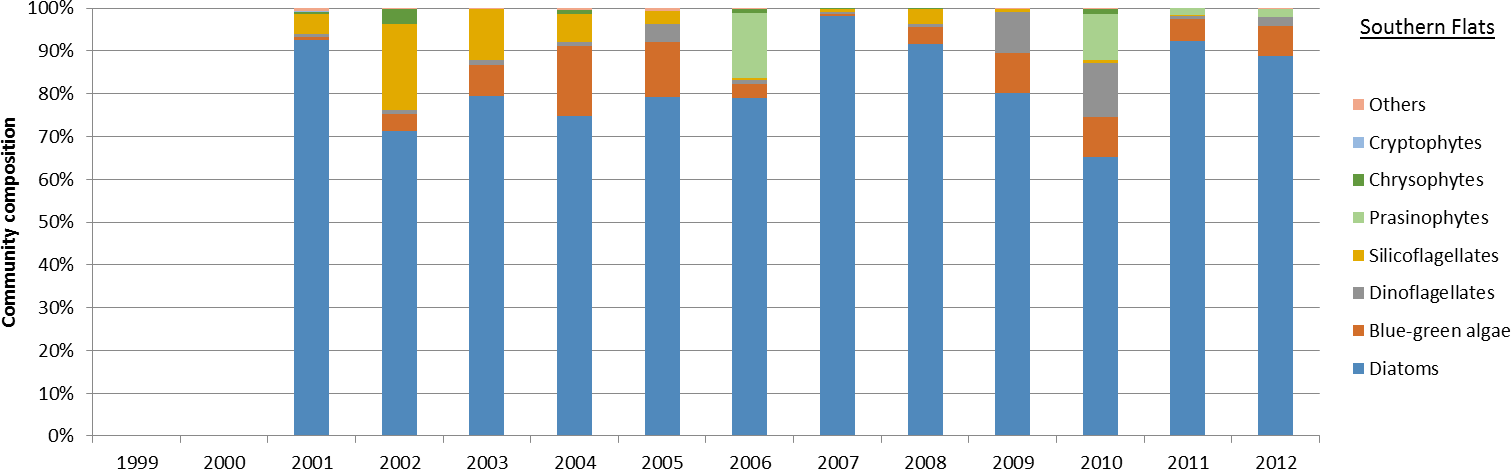 Southern Flats
100%
90%
80%
70%
60%
50%
40%
30%
20%
10%
0%
Community composition
1999 2000 2001 2002 2003 2004 2005 2006 2007 2008 2009 2010 2011 2012
Others
Cryptophytes
Chrysophytes
Prasinophytes
Silicoflagellates
Dinoflagellates
Blue-green algae
Diatoms